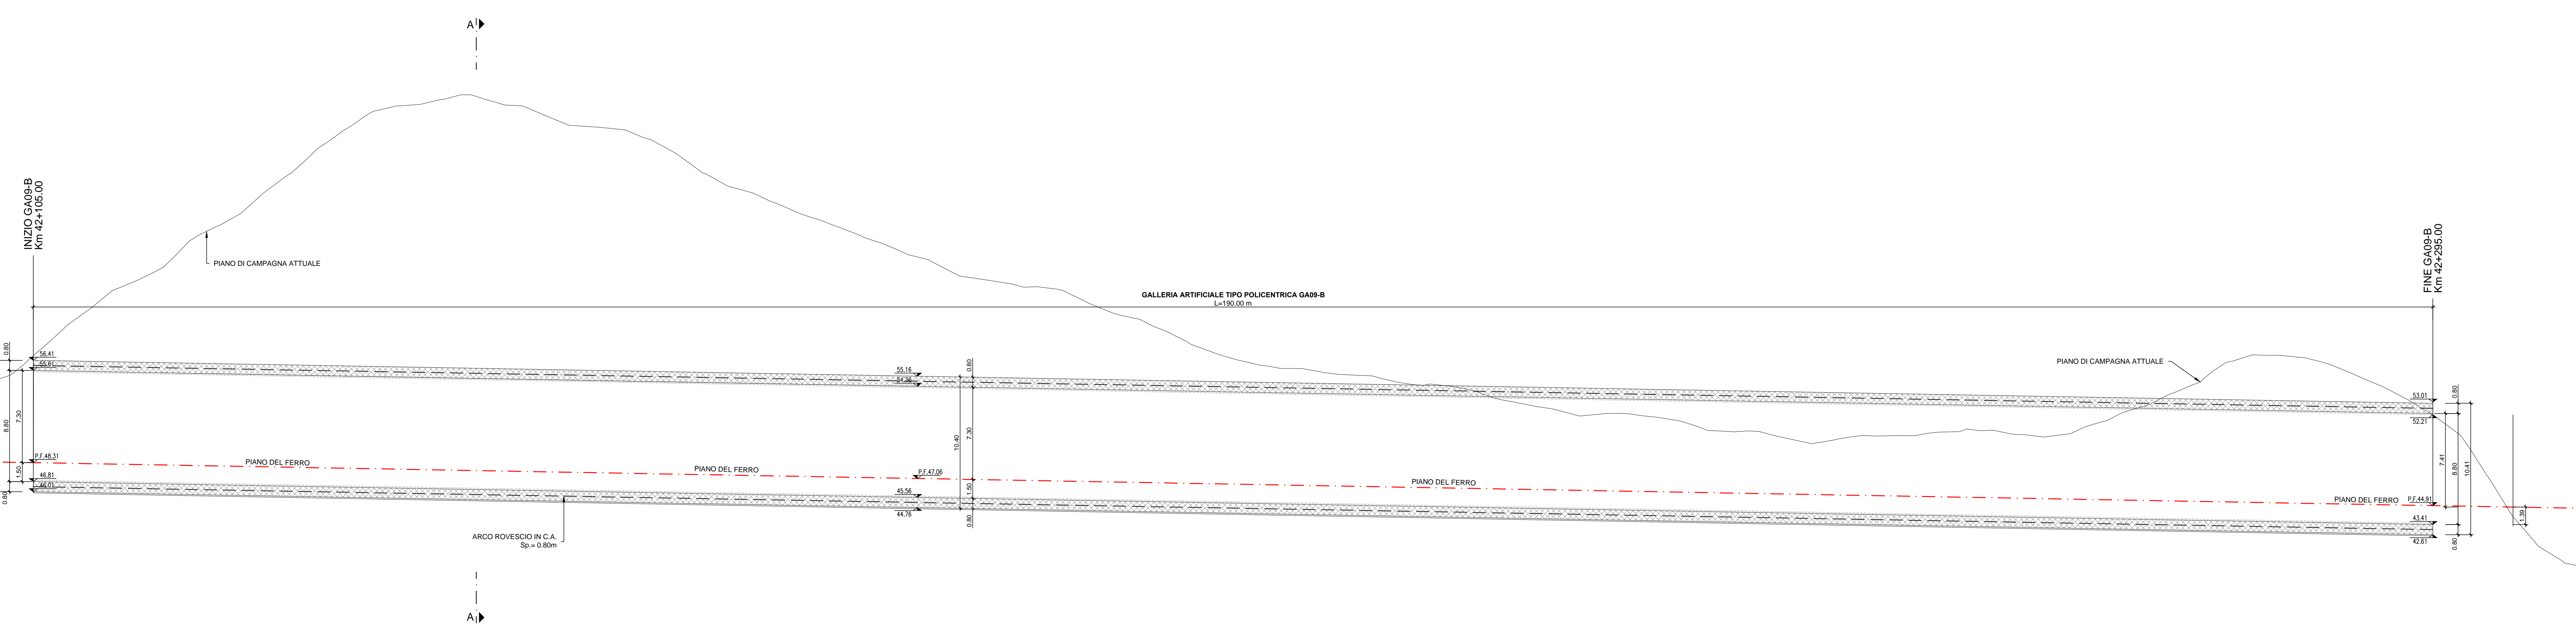 A
INIZIO GA09-B
Km 42+105.00
FINE GA09-B
Km 42+295.00
PIANO DI CAMPAGNA ATTUALE
GALLERIA ARTIFICIALE TIPO POLICENTRICA GA09-B
L=190.00 m
PIANO DI CAMPAGNA ATTUALE
0.80
8.80
0.80
7.30
1.50
56.41
55.61
P.F.48.31
46.81
46.01
PIANO DEL FERRO
PIANO DEL FERRO
55.16
54.36
P.F.47.06
45.56
44.76
10.40
0.80
7.30
1.50
0.80
PIANO DEL FERRO
PIANO DEL FERRO
53.01
52.21
P.F.44.91
43.41
42.61
7.41
0.80
8.80
0.80
10.41
1.39
ARCO ROVESCIO IN C.A.
Sp.= 0.80m
A